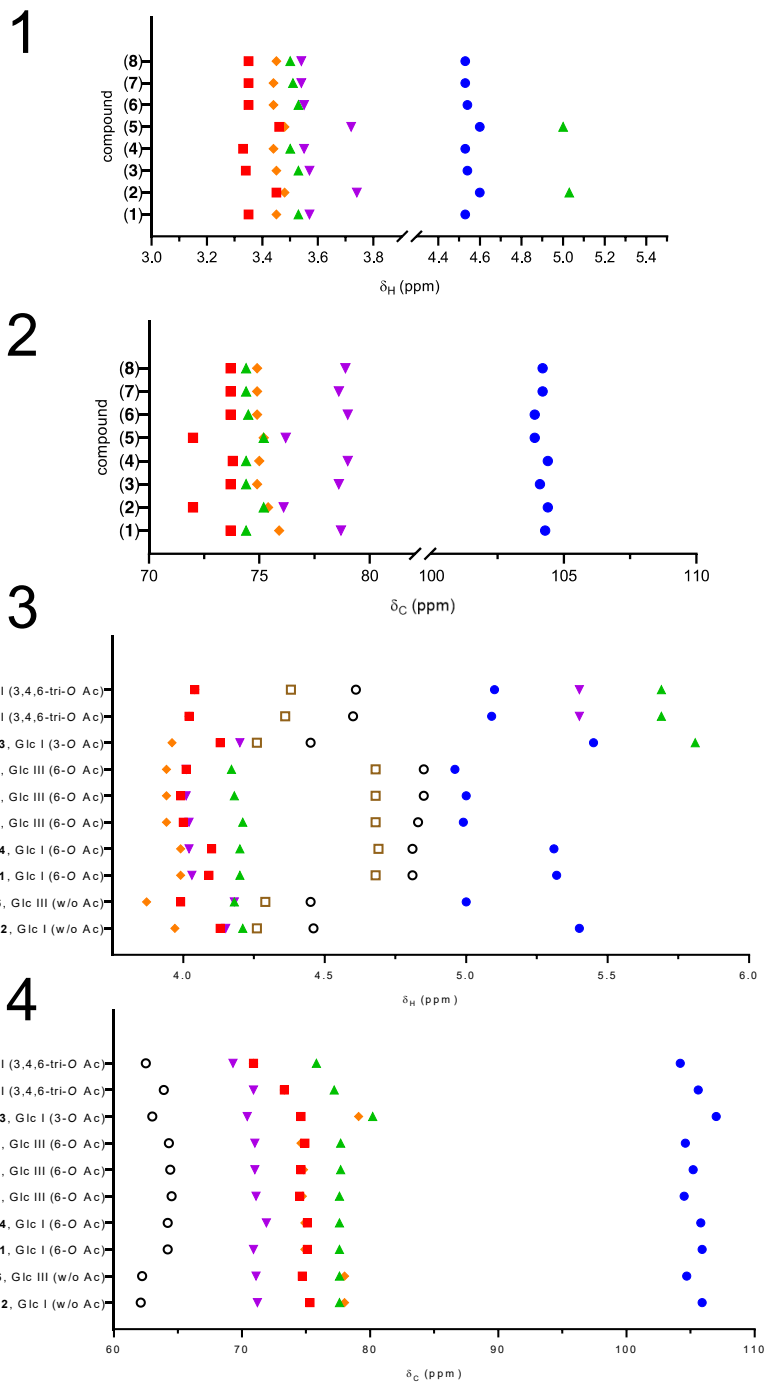 1
(8)
(7)
(6)
(5)
(4)
(3)
(2)
(1)
compound
3.0 3.2 3.4 3.6 3.8 4.4 4.6 4.8 5.0 5.2 5.4
δH (ppm)
2
(8)
(7)
(6)
(5)
(4)
(3)
(2)
(1)
compound
70 75 80 100 105 110
δC (ppm)
3
I (3,4,6-tri-O Ac)
I (3,4,6-tri-O Ac)
3, Glc I (3-O Ac)
, Glc III (6-O Ac)
, Glc III (6-O Ac)
, Glc III (6-O Ac)
4, Glc I (6-O Ac)
1, Glc I (6-O Ac)
, Glc III (w/o Ac)
2, Glc I (w/o Ac)
4.0 4.5 5.0 5.5 6.0
δH (ppm)
4
I (3,4,6-tri-O Ac)
I (3,4,6-tri-O Ac)
3, Glc I (3-O Ac)
, Glc III (6-O Ac)
, Glc III (6-O Ac)
, Glc III (6-O Ac)
4, Glc I (6-O Ac)
1, Glc I (6-O Ac)
, Glc III (w/o Ac)
2, Glc I (w/o Ac)
60 70 80 90 100 110
δC (ppm)